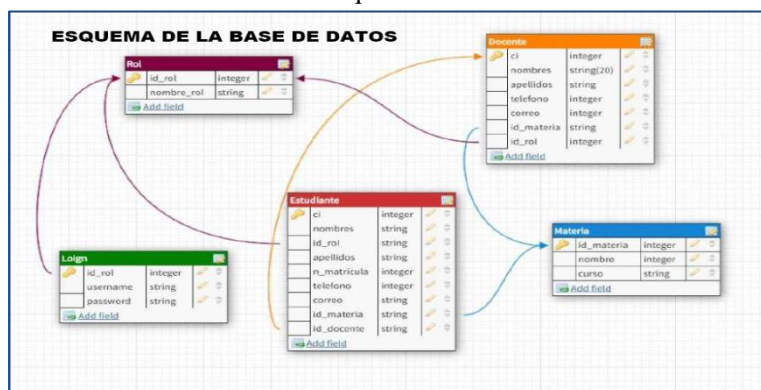 ESQUEMA DE LA BASE DE DATOS
Rol
id_rol integer
nombre_rol string
Add field
Docente
ci integer
nombres string(20)
apellidos string
telefono integer
correo integer
id_materia string
id_rol integer
Add field
Estudiante
ci integer
nombres string
id_rol string
apellidos string
n_matrícula integer
telefono integer
correo string
id_materia string
id_docente string
Add field
Materia
id_materia integer
nombre integer
curso string
Add field
Loign
id_rol integer
username string
password string
Add field